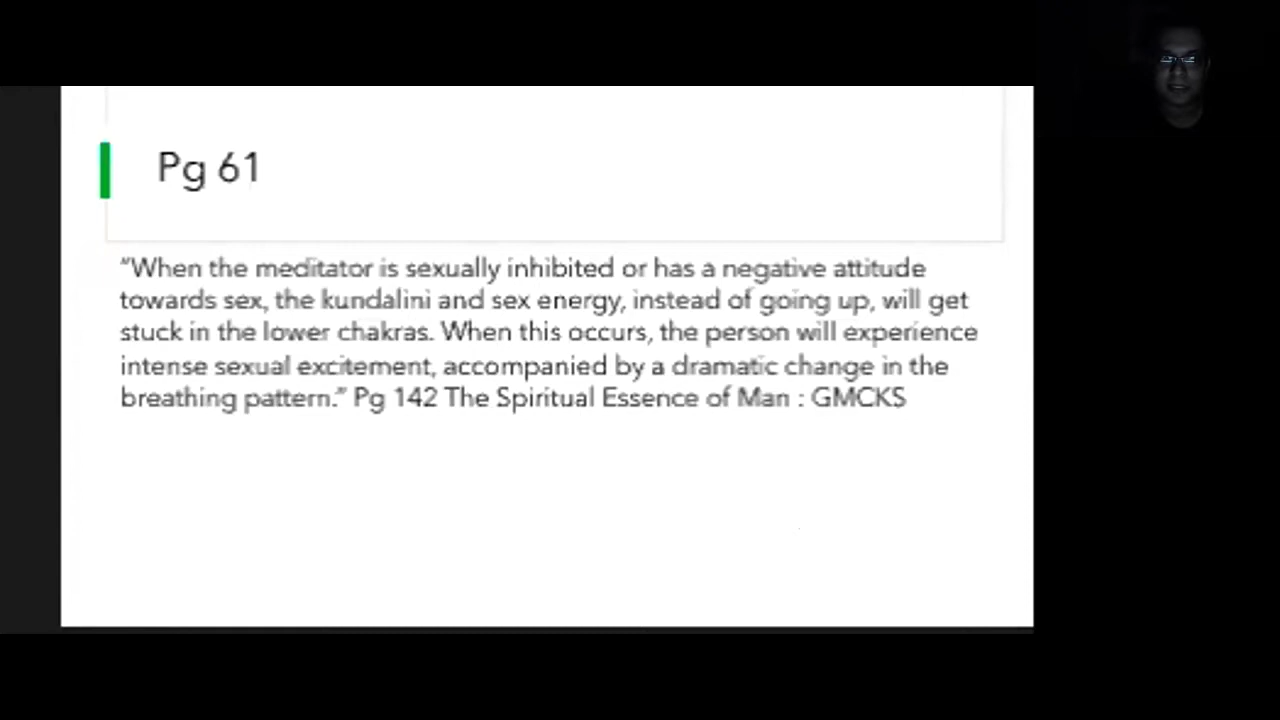 Pg 61
“When the meditator is sexually inhibited or has a negative attitude
towards sex, the kundalini and sex energy, instead of going up, will get
stuck in the lower chakras. When this occurs, the person will experience
intense sexual excitement, accompanied by a dramatic change in the
breathing pattern.” Pg 142 The Spiritual Essence of Man : GMCKS